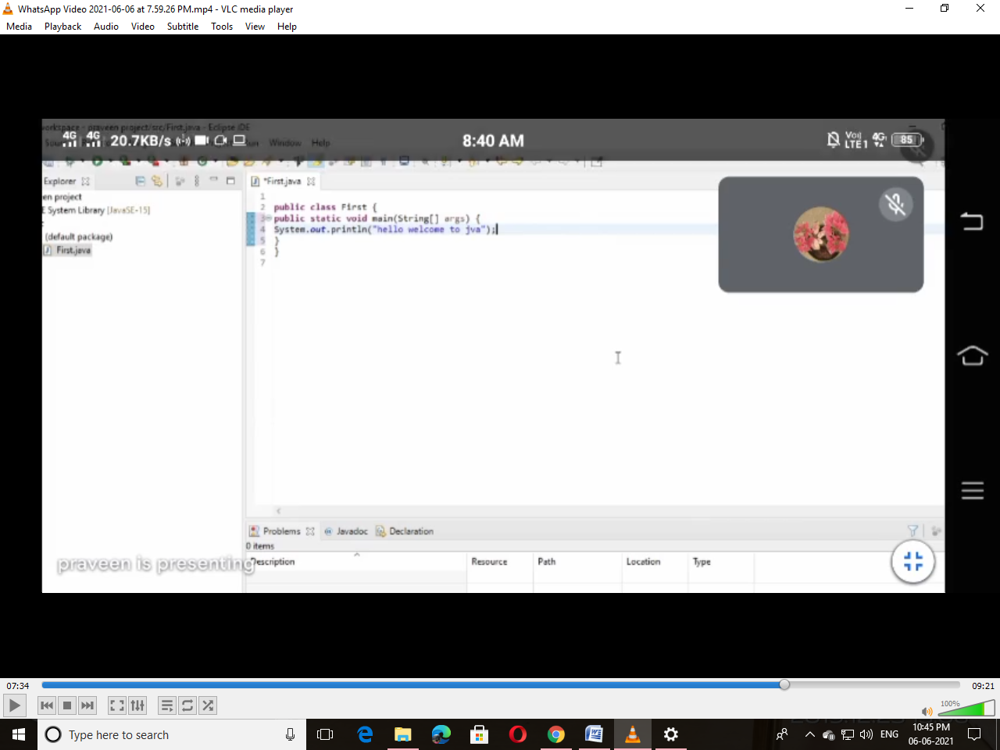 WhatsApp Video 2021-06-06 at 7.59.26 PM.mp4 - VLC media player
Media Playback Audio Video Subtitle Tools View Help
workspace - praveen project/src/First.java - Eclipse IDE
4G 4G 20.7KB/s 8:40 AM LTE1 4G 85
Window Help
Explorer *First.java
en project
E System Library [JavaSE-15]
(default package)
First.java
1
2 public class First {
3 public static void main(String[] args) {
4 System.out.println("hello welcome to jva");
5 }
6 }
7
Problems Javadoc Declaration
0 items
Description Resource Path Location Type
praveen is presenting
07:34 09:21
100%
Type here to search
ENG 10:45 PM
06-06-2021